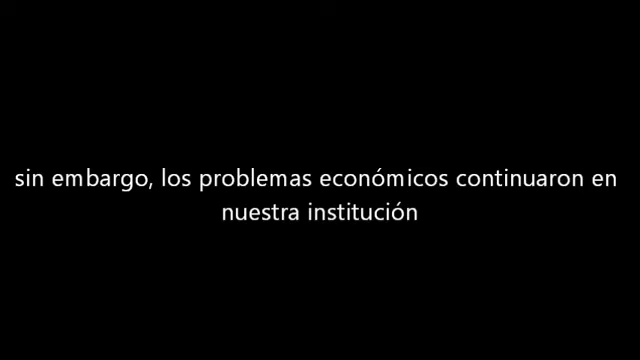 sin embargo, los problemas económicos continuaron en
nuestra institución